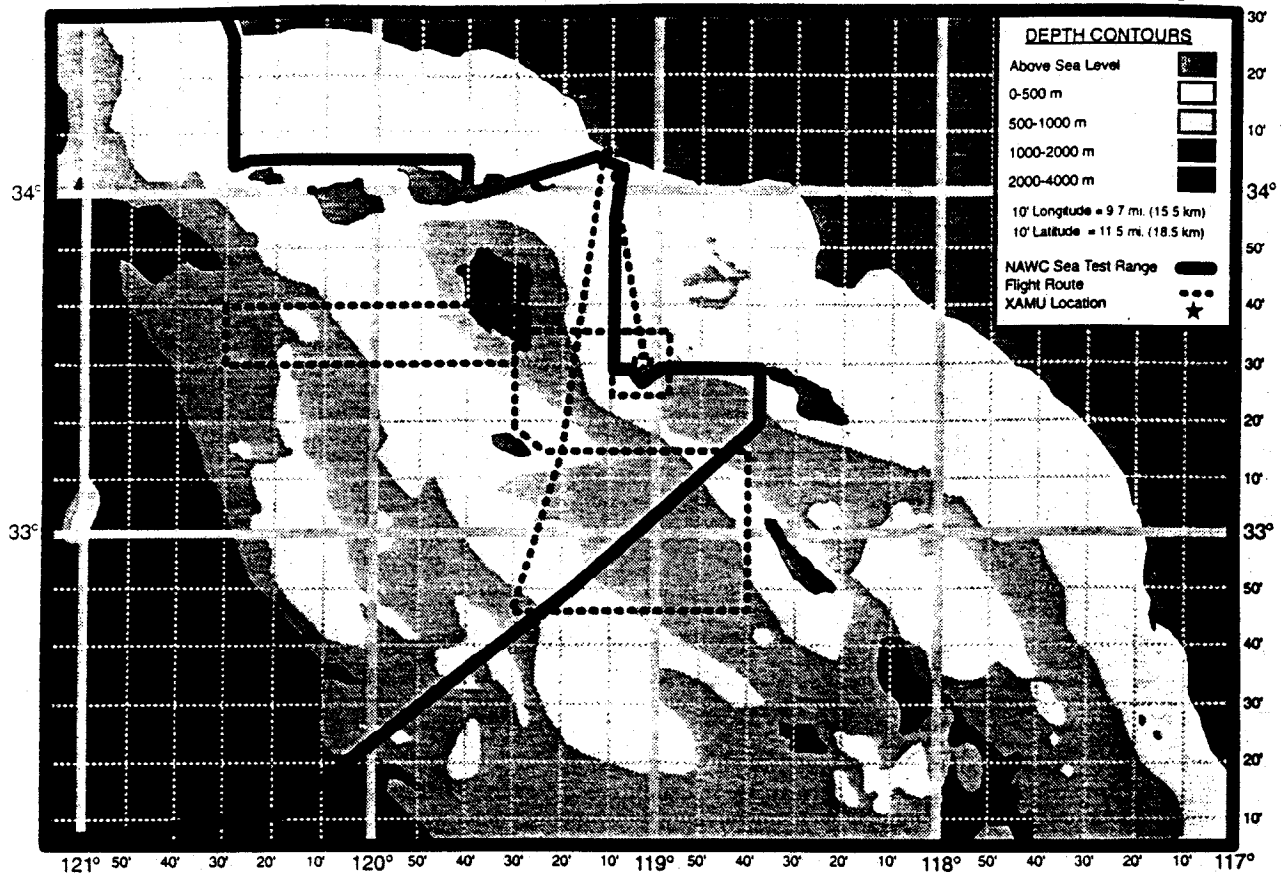 DEPTH CONTOURS
Above Sea Level
0-500 m
500-1000 m
1000-2000 m
2000-4000 m
10' Longitude = 9.7 mi. (15.5 km)
10' Latitude = 11.5 mi. (18.5 km)
NAWC Sea Test Range
Flight Route
XAMU Location
30'
20'
10'
34° 34°
50'
40'
30'
20'
10'
33° 33°
50'
40'
30'
20'
10'
121° 50' 40' 30' 20' 10' 120° 50' 40' 30' 20' 10' 119° 50' 40' 30' 20' 10' 118° 50' 40' 30' 20' 10' 117°